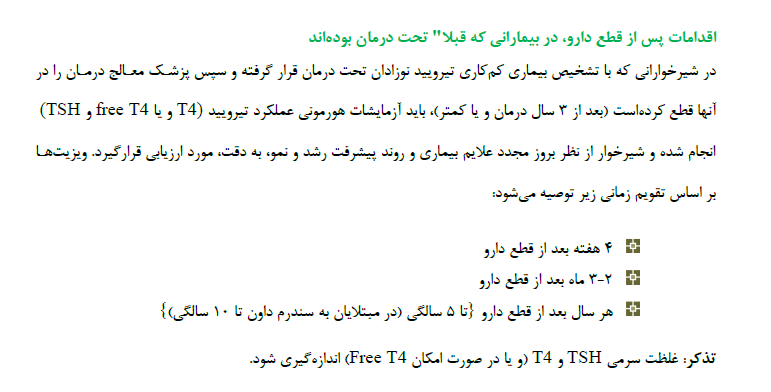 اقدامات پس از قطع دارو، در بیمارانی که قبلا" تحت درمان بوده‌اند
در شیرخوارانی که با تشخیص بیماری کم‌کاری تیرویید نوزادان تحت درمان قرار گرفته و سپس پزشک معالج درمان را در
آنها قطع کرده‌است (بعد از ۳ سال درمان و یا کمتر)، باید آزمایشات هورمونی عملکرد تیرویید (T4 و یا free T4 و TSH)
انجام شده و شیرخوار از نظر بروز مجدد علایم بیماری و روند پیشرفت رشد و نمو، به دقت، مورد ارزیابی قرارگیرد. ویزیت‌ها
بر اساس تقویم زمانی زیر توصیه می‌شود:
۴ هفته بعد از قطع دارو
۲-۳ ماه بعد از قطع دارو
هر سال بعد از قطع دارو {تا ۵ سالگی (در مبتلایان به سندرم داون تا ۱۰ سالگی)}
تذکر: غلظت سرمی TSH و T4 (و یا در صورت امکان Free T4) اندازه‌گیری شود.